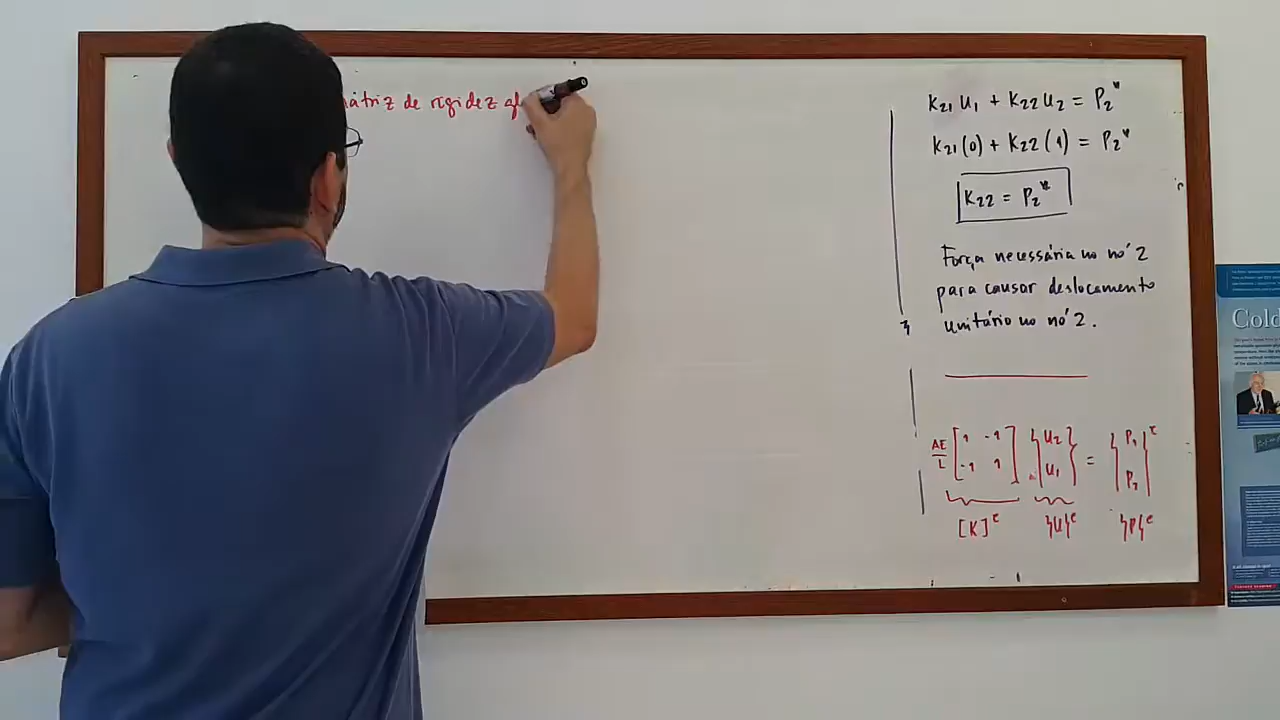 matriz de rigidez
K21 U1 + K22 U2 = P2*
K21(0) + K22(1) = P2*
K22 = P2*
Força necessária no nó 2
para causar deslocamento
unitário no nó 2.
AE/L [1 -1 -1 1] {U2 U1} = {P1 P2}e
[K]e {U}e {P}e
Cold